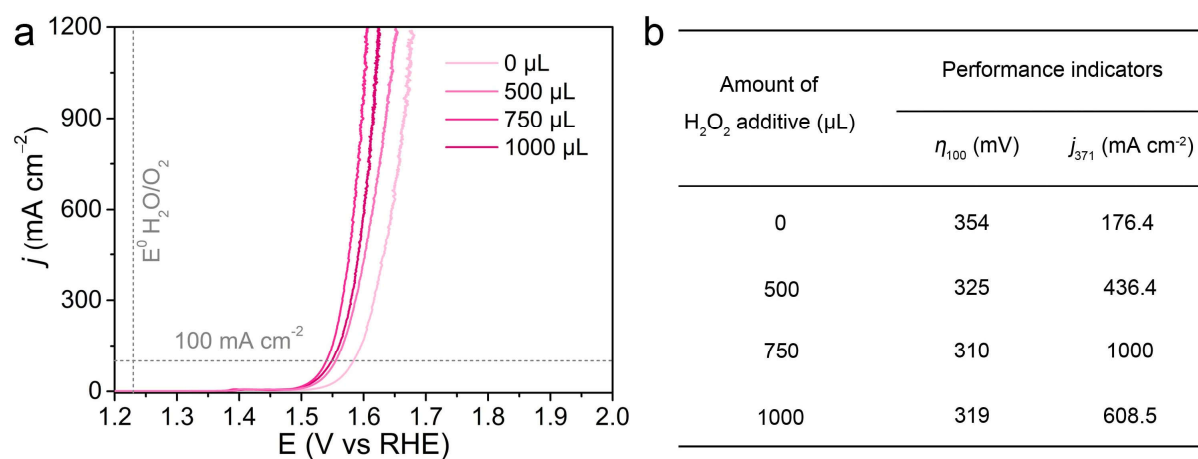 a
1200
900
600
300
0
j (mA cm⁻²)
E⁰ H₂O/O₂
100 mA cm⁻²
0 μL
500 μL
750 μL
1000 μL
1.2 1.3 1.4 1.5 1.6 1.7 1.8 1.9 2.0
E (V vs RHE)
b
Amount of
H₂O₂ additive (μL)
Performance indicators
η₁₀₀ (mV) j₃₇₁ (mA cm⁻²)
0 354 176.4
500 325 436.4
750 310 1000
1000 319 608.5